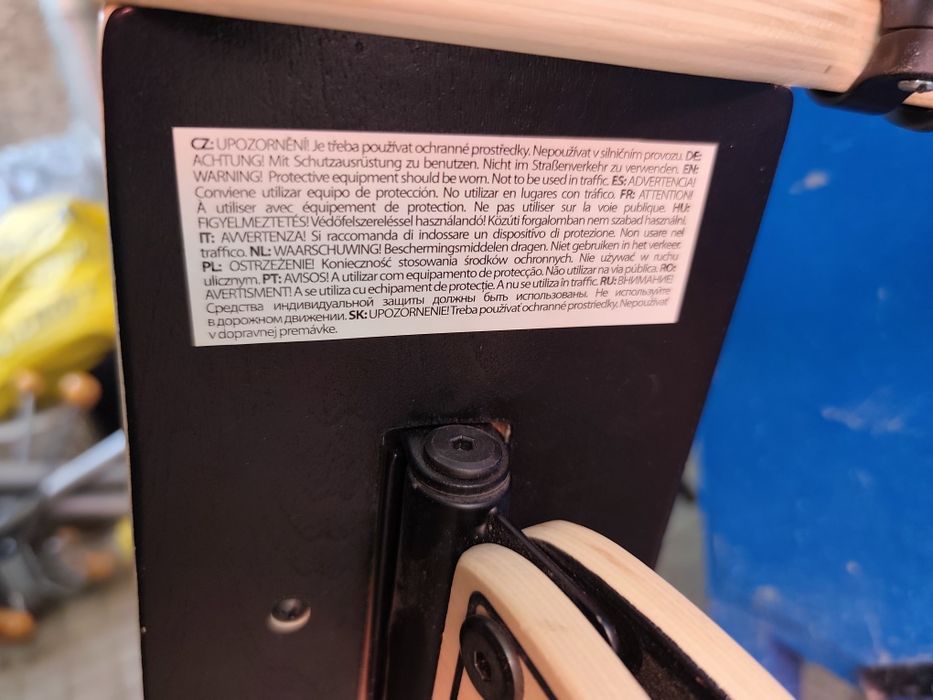 CZ: UPOZORNĚNÍ! Je třeba používat ochranné prostředky. Nepoužívat v silničním provozu. DE:
ACHTUNG! Mit Schutzausrüstung zu benutzen. Nicht im Straßenverkehr zu verwenden. EN:
WARNING! Protective equipment should be worn. Not to be used in traffic. ES: ADVERTENCIA!
Conviene utilizar equipo de protección. No utilizar en lugares con tráfico. FR: ATTENTION!
À utiliser avec équipement de protection. Ne pas utiliser sur la voie publique. HU:
FIGYELMEZTETÉS! Védőfelszereléssel használandó! Közúti forgalomban nem szabad használni.
IT: AVVERTENZA! Si raccomanda di indossare un dispositivo di protezione. Non usare nel
traffico. NL: WAARSCHUWING! Beschermingsmiddelen dragen. Niet gebruiken in het verkeer.
PL: OSTRZEŻENIE! Konieczność stosowania środków ochronnych. Nie używać w ruchu
ulicznym. PT: AVISOS! A utilizar com equipamento de protecção. Não utilizar na via pública. RO:
AVERTISMENT! A se utiliza cu echipament de protecţie. A nu se utiliza în traffic. RU: ВНИМАНИЕ!
Средства индивидуальной защиты должны быть использованы. Не используйте
в дорожном движении. SK: UPOZORNENIE! Treba používať ochranné prostriedky, Nepoužívať
v dopravnej premávke.